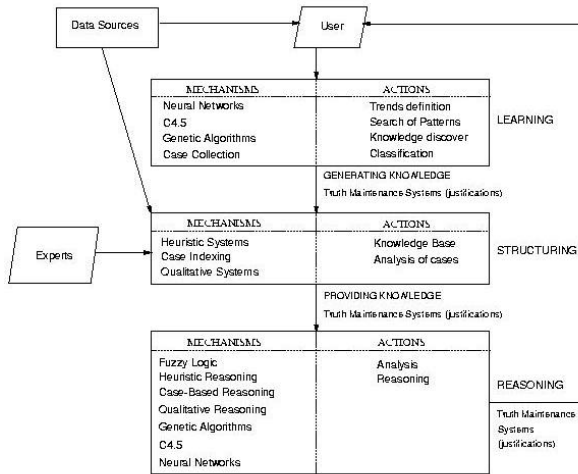 Data Sources
User
MECHANISMS
ACTIONS
Neural Networks
C4.5
Genetic Algorithms
Case Collection
Trends definition
Search of Patterns
Knowledge discover
Classification
LEARNING
GENERATING KNOWLEDGE
Truth Maintenance Systems (justifications)
Experts
MECHANISMS
ACTIONS
Heuristic Systems
Case Indexing
Qualitative Systems
Knowledge Base
Analysis of cases
STRUCTURING
PROVIDING KNOWLEDGE
Truth Maintenance Systems (justifications)
MECHANISMS
ACTIONS
Fuzzy Logic
Heuristic Reasoning
Case-Based Reasoning
Qualitative Reasoning
Genetic Algorithms
C4.5
Neural Networks
Analysis
Reasoning
REASONING
Truth Maintenance
Systems
(justifications)